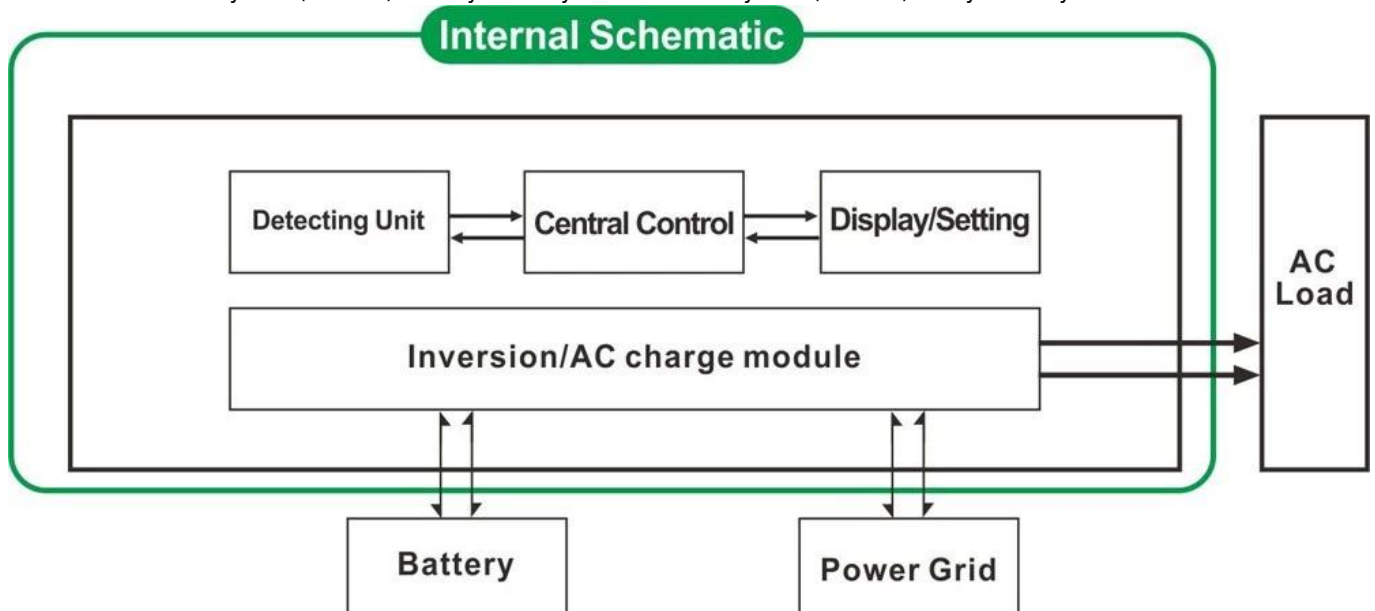 Internal Schematic
Detecting Unit
Central Control
Display/Setting
AC
Load
Inversion/AC charge module
Battery
Power Grid